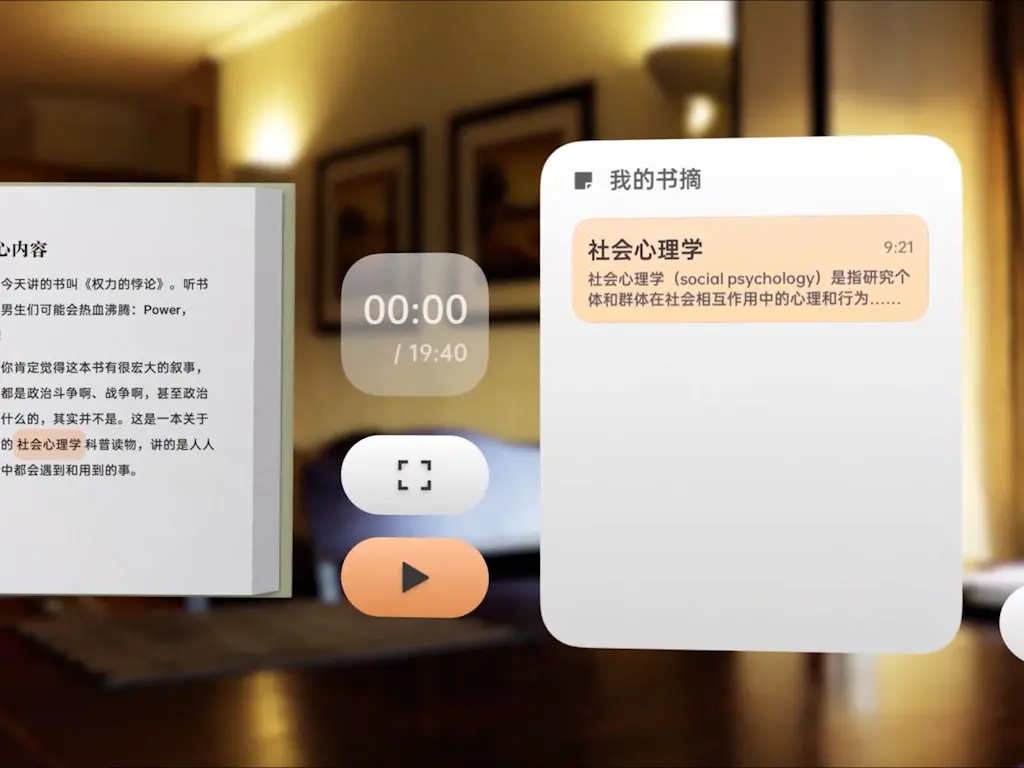 心内容
今天讲的书叫《权力的悖论》。听书
男生们可能会热血沸腾：Power，
你肯定觉得这本书有很宏大的叙事，
都是政治斗争啊、战争啊，甚至政治
什么的，其实并不是。这是一本关于
的社会心理学科普读物，讲的是人人
中都会遇到和用到的事。
00:00
/ 19:40
我的书摘
社会心理学 9:21
社会心理学（social psychology）是指研究个
体和群体在社会相互作用中的心理和行为……